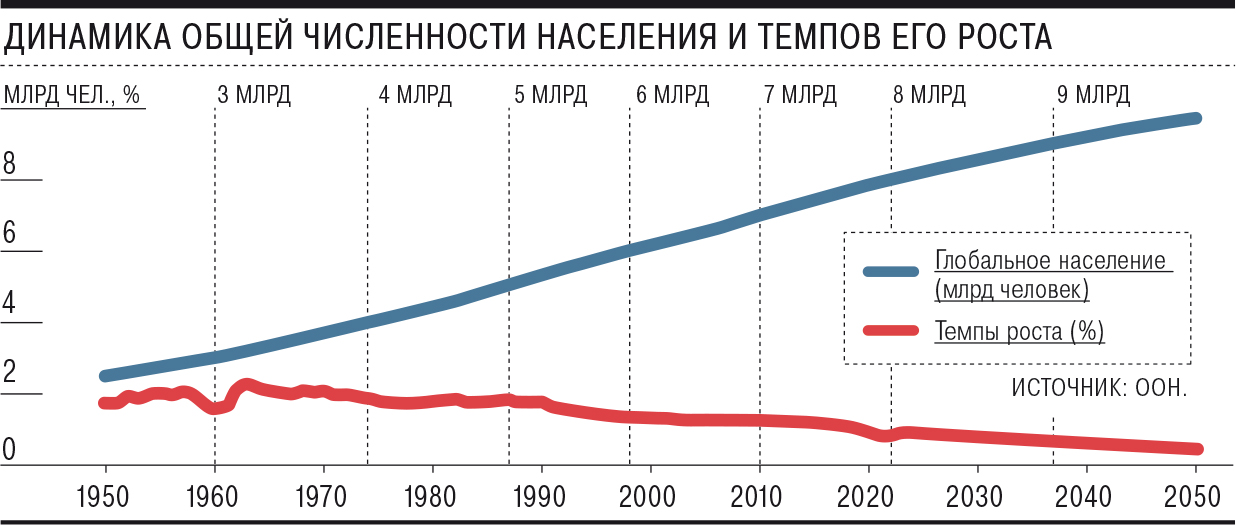 ДИНАМИКА ОБЩЕЙ ЧИСЛЕННОСТИ НАСЕЛЕНИЯ И ТЕМПОВ ЕГО РОСТА
МЛРД ЧЕЛ., % 3 МЛРД 4 МЛРД 5 МЛРД 6 МЛРД 7 МЛРД 8 МЛРД 9 МЛРД
8
6
4
2
0
Глобальное население
(млрд человек)
Темпы роста (%)
ИСТОЧНИК: ООН.
1950 1960 1970 1980 1990 2000 2010 2020 2030 2040 2050